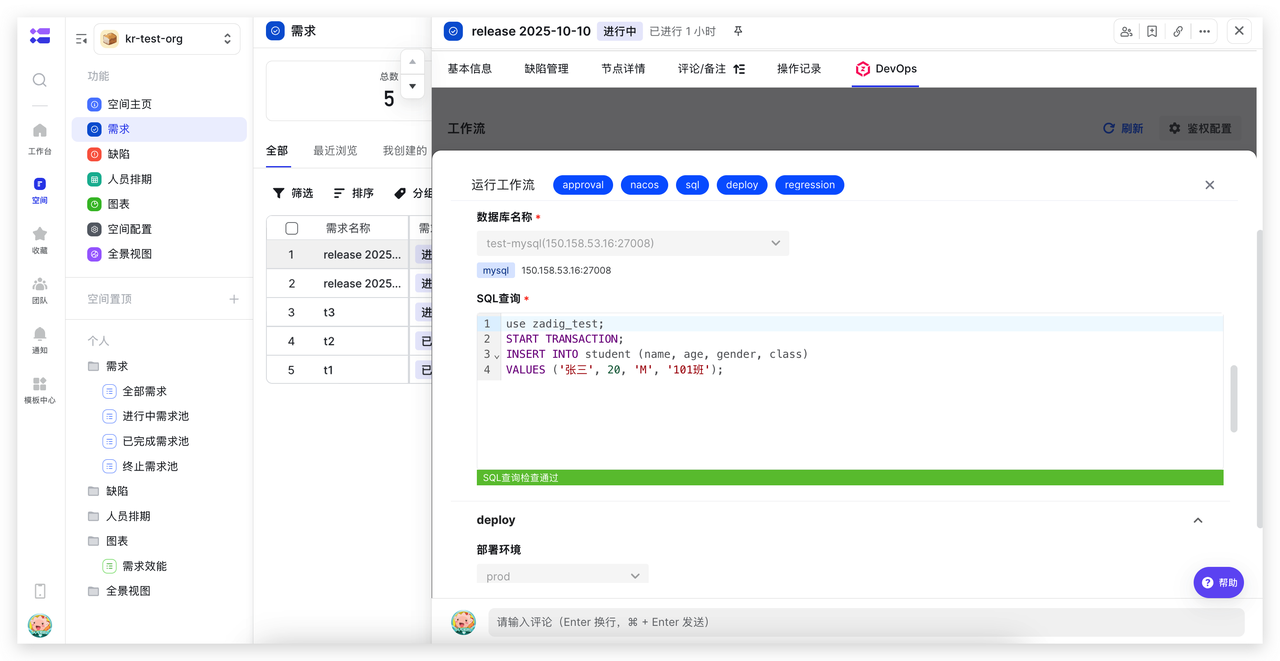 kr-test-org
功能
空间主页
需求
缺陷
人员排期
图表
空间配置
全景视图
空间置顶
个人
需求
全部需求
进行中需求池
已完成需求池
终止需求池
缺陷
人员排期
图表
需求效能
全景视图
工作台
空间
收藏
团队
通知
模板中心
需求
总数
5
全部 最近浏览 我创建的
筛选 排序 分组
需求名称
1 release 2025... 进
2 release 2025... 进
3 t3 进
4 t2 已
5 t1 已
release 2025-10-10 进行中 已进行 1 小时
基本信息 缺陷管理 节点详情 评论/备注 操作记录 DevOps
工作流 刷新 鉴权配置
运行工作流 approval nacos sql deploy regression
数据库名称 *
test-mysql(150.158.53.16:27008)
mysql 150.158.53.16:27008
SQL查询 *
1 use zadig_test;
2 START TRANSACTION;
3 INSERT INTO student (name, age, gender, class)
4 VALUES ('张三', 20, 'M', '101班');
SQL查询检查通过
deploy
部署环境
prod
帮助
请输入评论（Enter 换行，⌘ + Enter 发送）